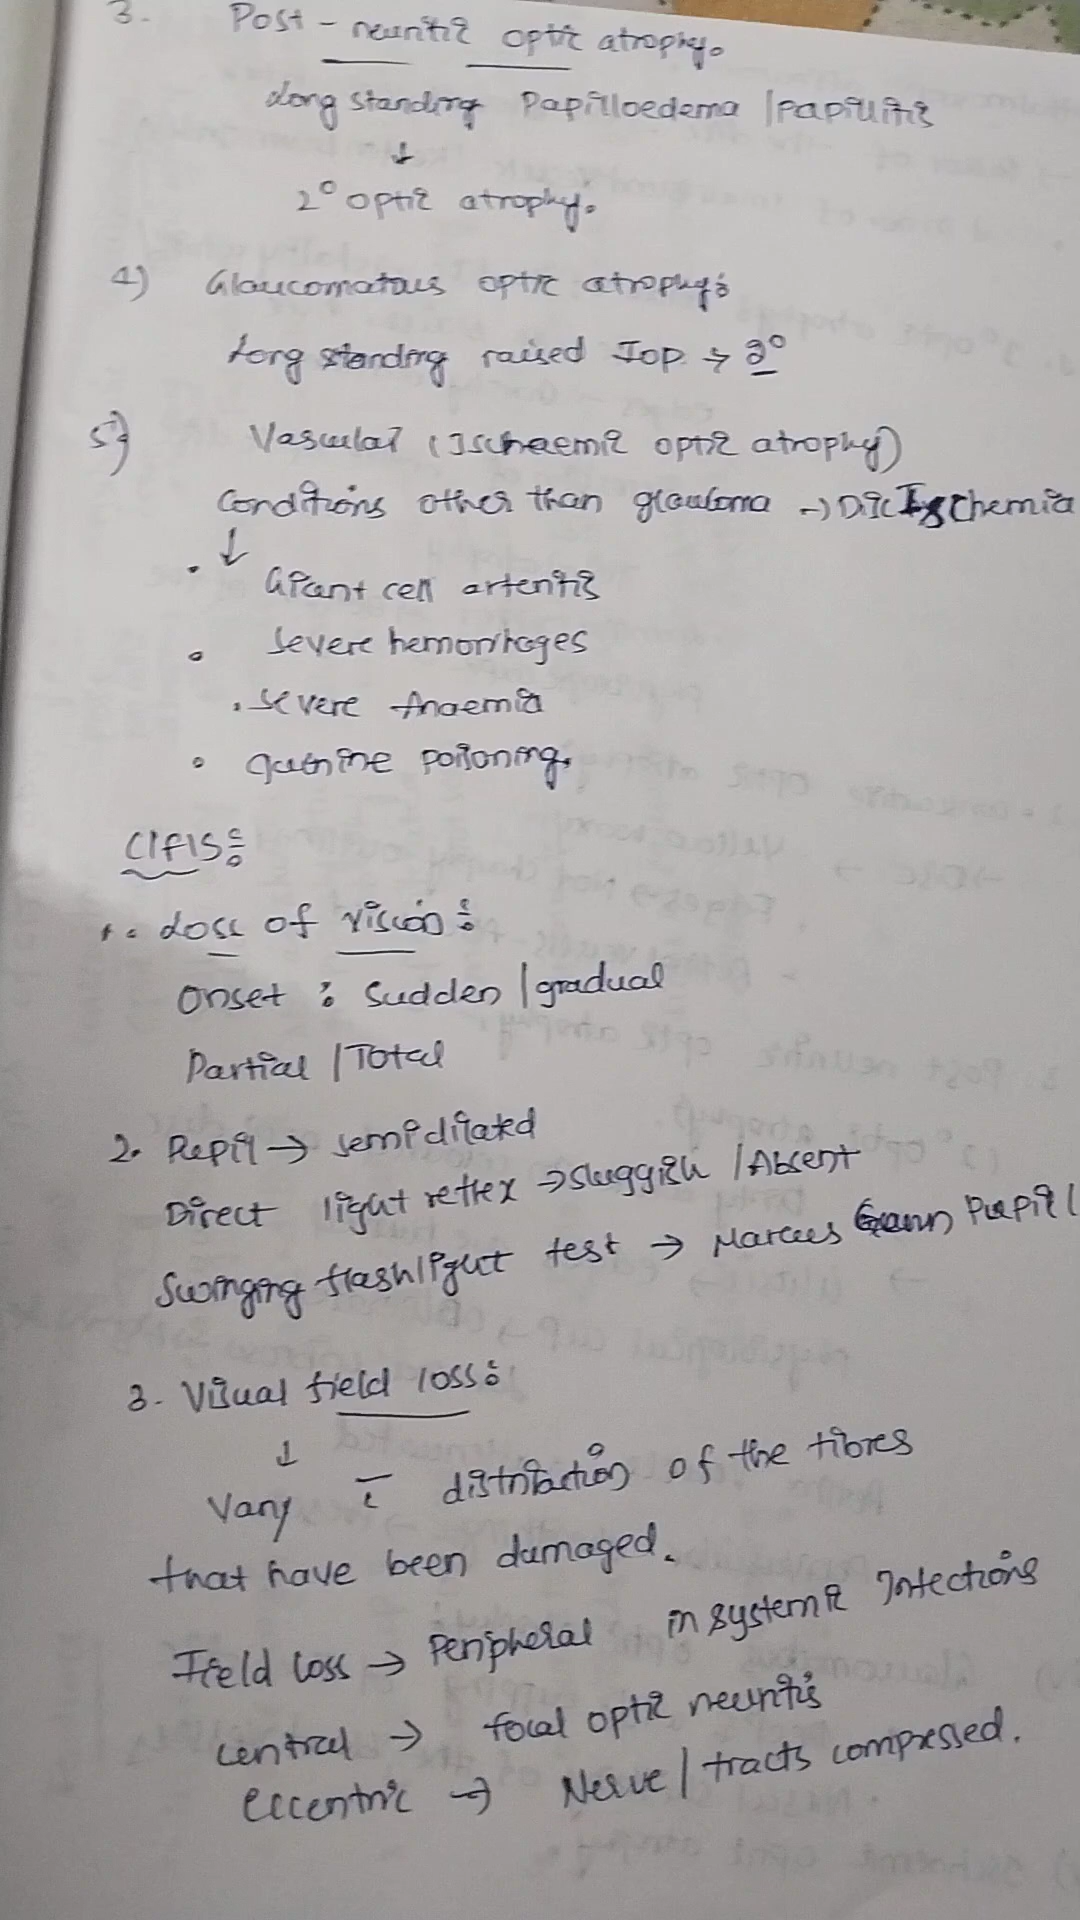 3. Post - neuritic optic atrophy.
Long standing Papilloedema / papillitis
↓
2° optic atrophy.
4) Glaucomatous optic atrophy:
Long standing raised IOP → 2°
5) Vascular (Ischaemic optic atrophy)
Conditions other than glaucoma → Disc Ischemia
↓
• Giant cell arteritis
• Severe hemorrhages
• Severe Anaemia
• quinine poisoning.
C/F/S:
1. Loss of vision:
Onset : Sudden / gradual
Partial / Total
2. Pupil → semidilated
Direct light reflex → sluggish / Absent
Swinging flashlight test → Marcus Gunn Pupil
3. Visual field loss:
↓
Vary c̄ distribution of the fibres
that have been damaged.
Field loss → Peripheral in systemic Infections
central → focal optic neuritis
eccentric → Nerve / tracts compressed.